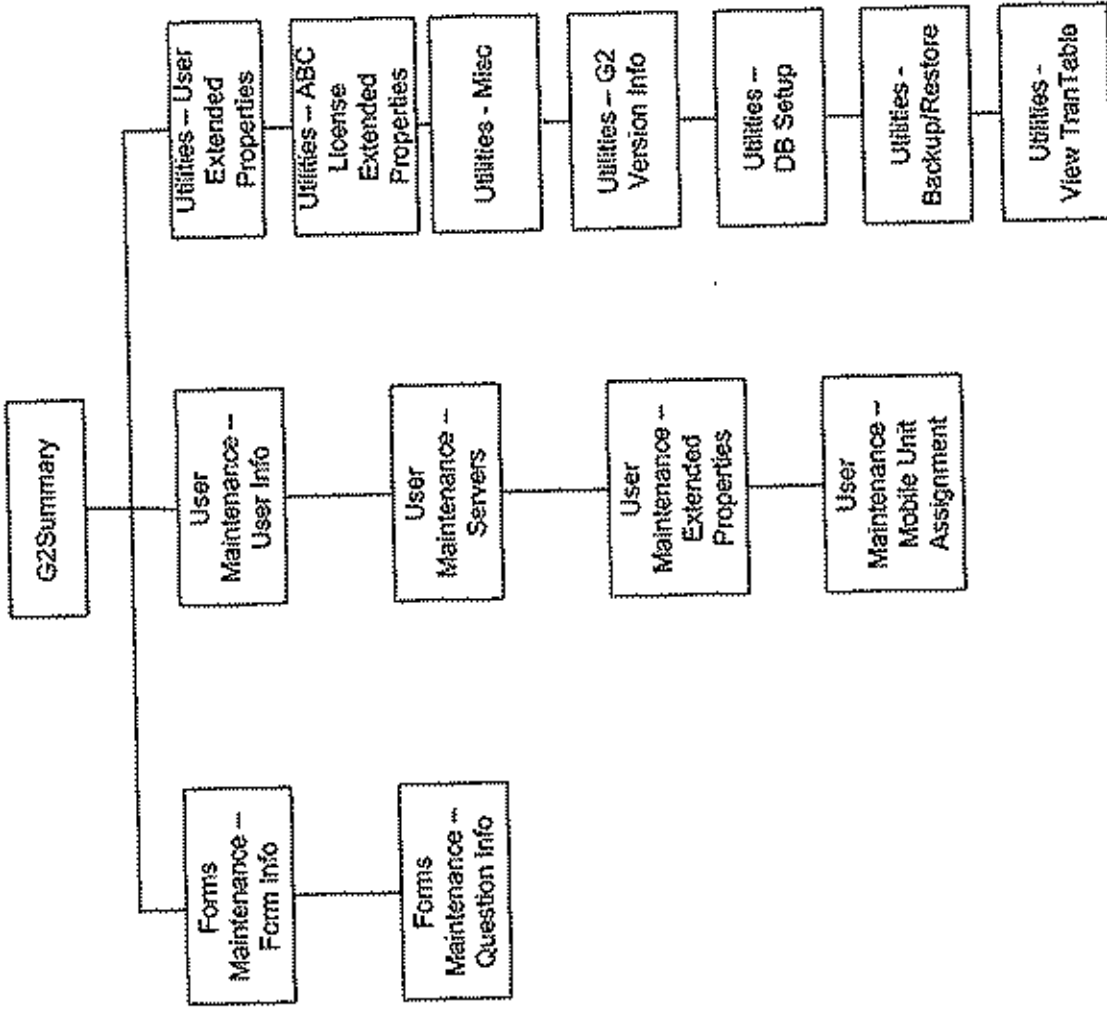 G2Summary
Forms
Maintenance –
Form Info
Forms
Maintenance –
Question Info
User
Maintenance –
User Info
User
Maintenance –
Servers
User
Maintenance –
Extended
Properties
User
Maintenance –
Mobile Unit
Assignment
Utilities – User
Extended
Properties
Utilities – ABC
License
Extended
Properties
Utilities - Misc
Utilities – G2
Version Info
Utilities –
DB Setup
Utilities -
Backup/Restore
Utilities -
View TranTable